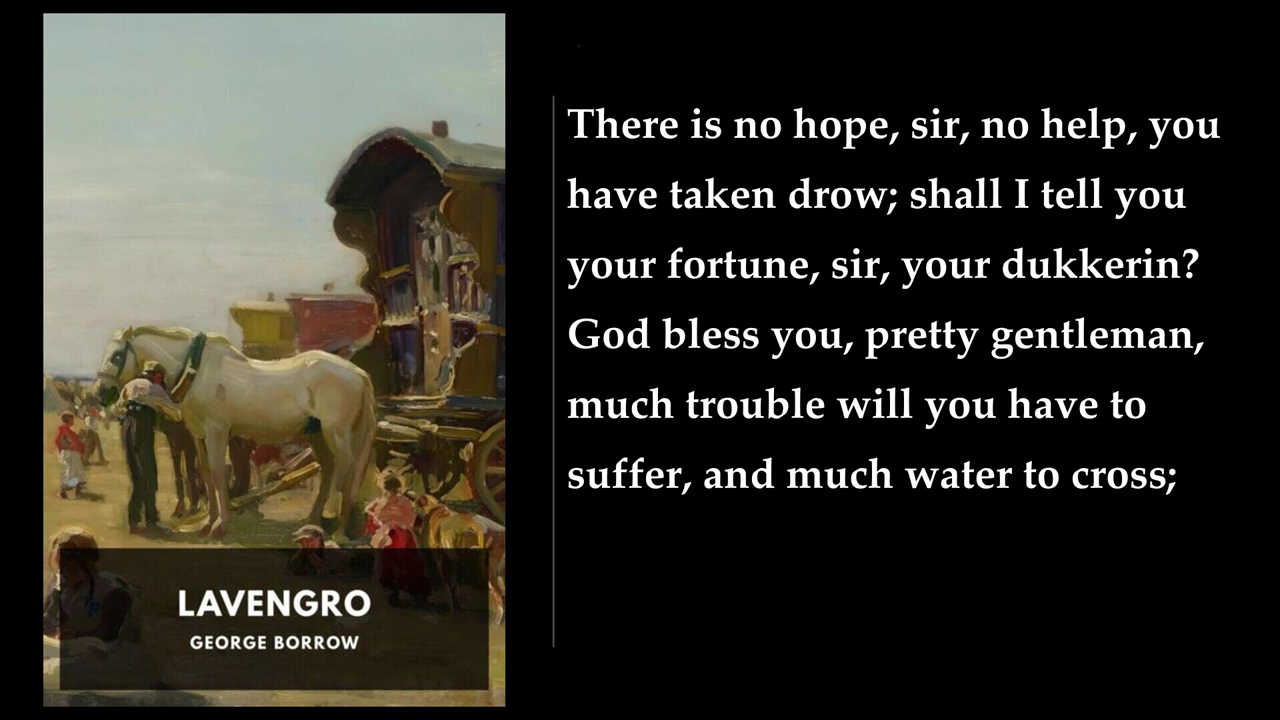 There is no hope, sir, no help, you
have taken drow; shall I tell you
your fortune, sir, your dukkerin?
God bless you, pretty gentleman,
much trouble will you have to
suffer, and much water to cross;
LAVENGRO
GEORGE BORROW